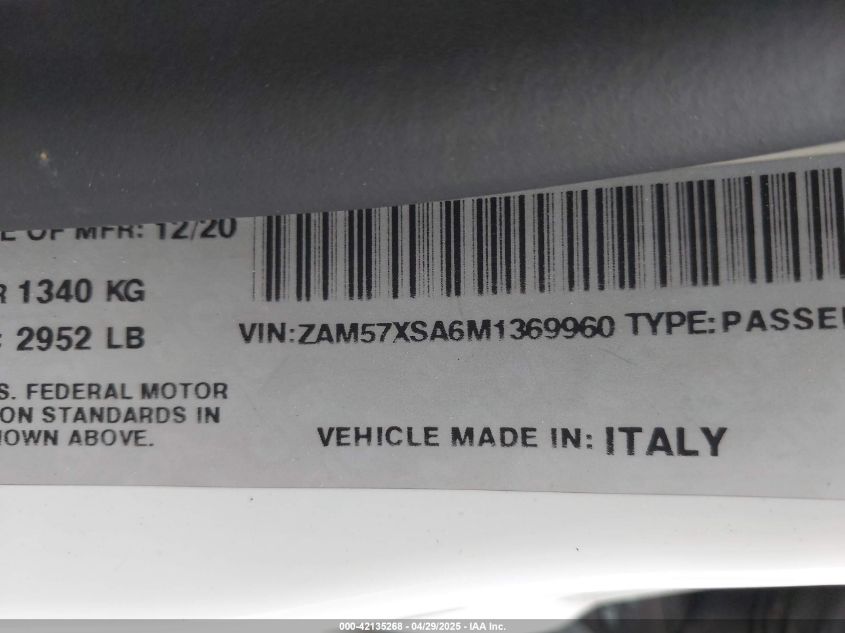 E OF MFR: 12/20
R 1340 KG
: 2952 LB
VIN:ZAM57XSA6M1369960 TYPE:PASSE
S. FEDERAL MOTOR
ON STANDARDS IN
OWN ABOVE.
VEHICLE MADE IN: ITALY
000-42135268 - 04/29/2025 - IAA Inc.